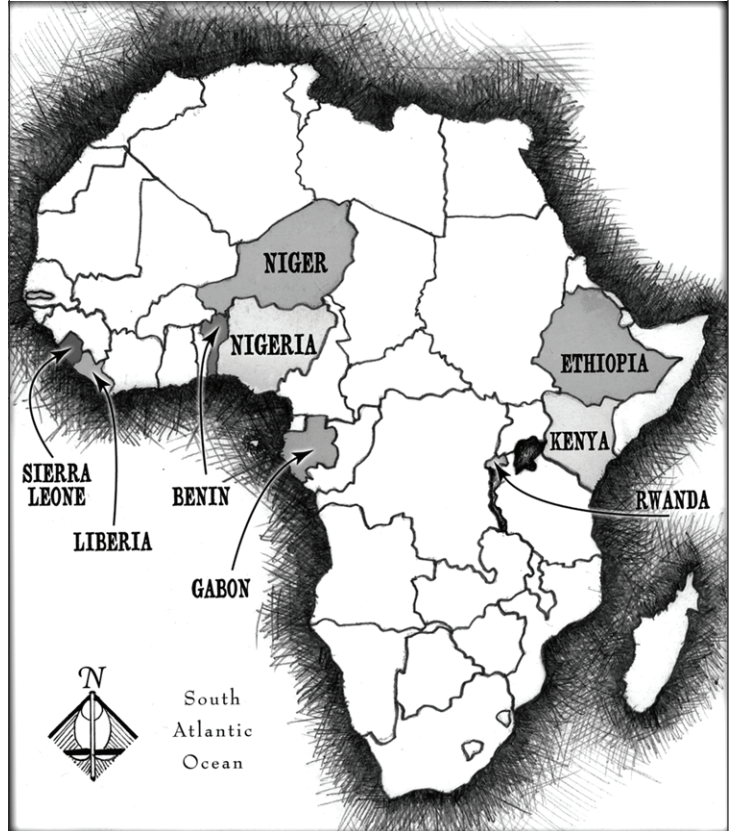 NIGER
NIGERIA
ETHIOPIA
KENYA
SIERRA
LEONE
BENIN
RWANDA
LIBERIA
GABON
N
South
Atlantic
Ocean